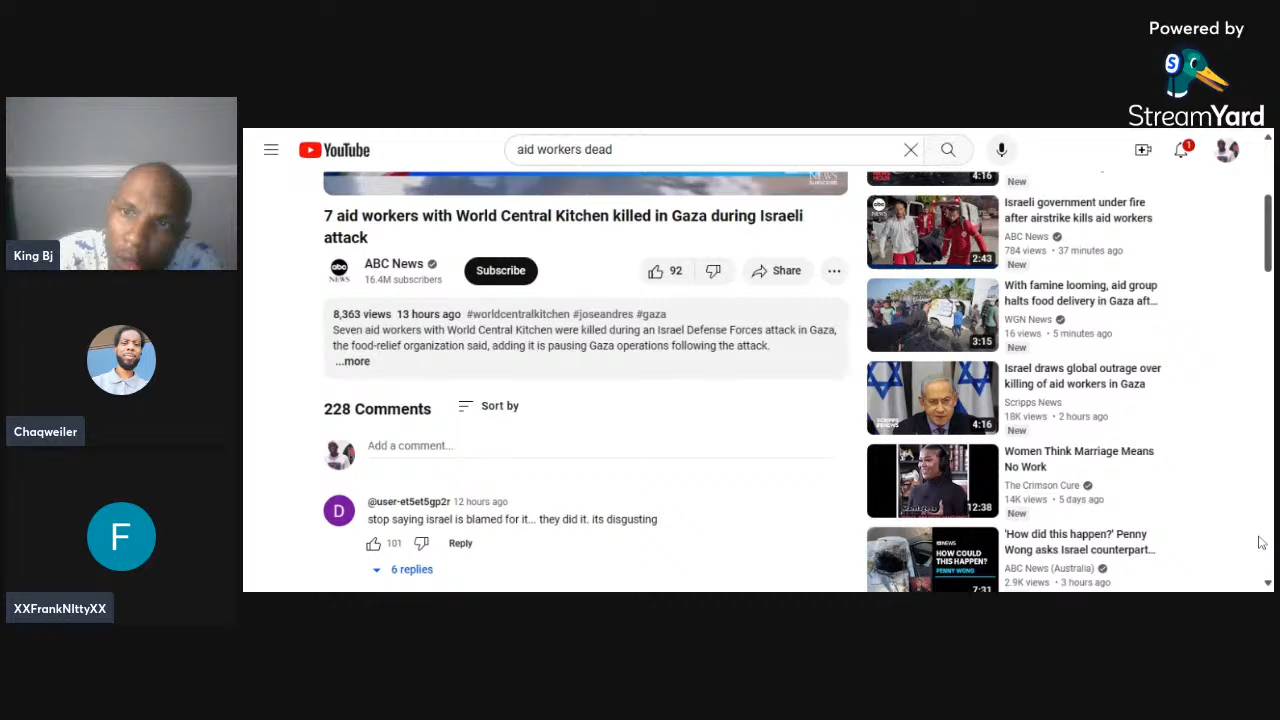 Powered by
StreamYard
King Bj
Chaqweiler
F
XXFrankNIttyXX
YouTube
aid workers dead
1
NEWS
SUBSCRIBE
7 aid workers with World Central Kitchen killed in Gaza during Israeli
attack
abc
NEWS
ABC News
16.4M subscribers
Subscribe
92
Share
8,363 views 13 hours ago #worldcentralkitchen #joseandres #gaza
Seven aid workers with World Central Kitchen were killed during an Israel Defense Forces attack in Gaza,
the food-relief organization said, adding it is pausing Gaza operations following the attack.
...more
228 Comments
Sort by
Add a comment...
D
@user-et5et5gp2r 12 hours ago
stop saying israel is blamed for it... they did it. its disgusting
101
Reply
6 replies
4:16
New
Israeli government under fire
after airstrike kills aid workers
ABC News
784 views • 37 minutes ago
New
2:43
With famine looming, aid group
halts food delivery in Gaza aft...
WGN News
16 views • 5 minutes ago
New
3:15
Israel draws global outrage over
killing of aid workers in Gaza
Scripps News
18K views • 2 hours ago
New
4:16
Women Think Marriage Means
No Work
The Crimson Cure
14K views • 5 days ago
New
12:38
'How did this happen?' Penny
Wong asks Israel counterpart...
ABC News (Australia)
2.9K views • 3 hours ago
NEWS
HOW COULD
THIS HAPPEN?
PENNY WONG
7:31